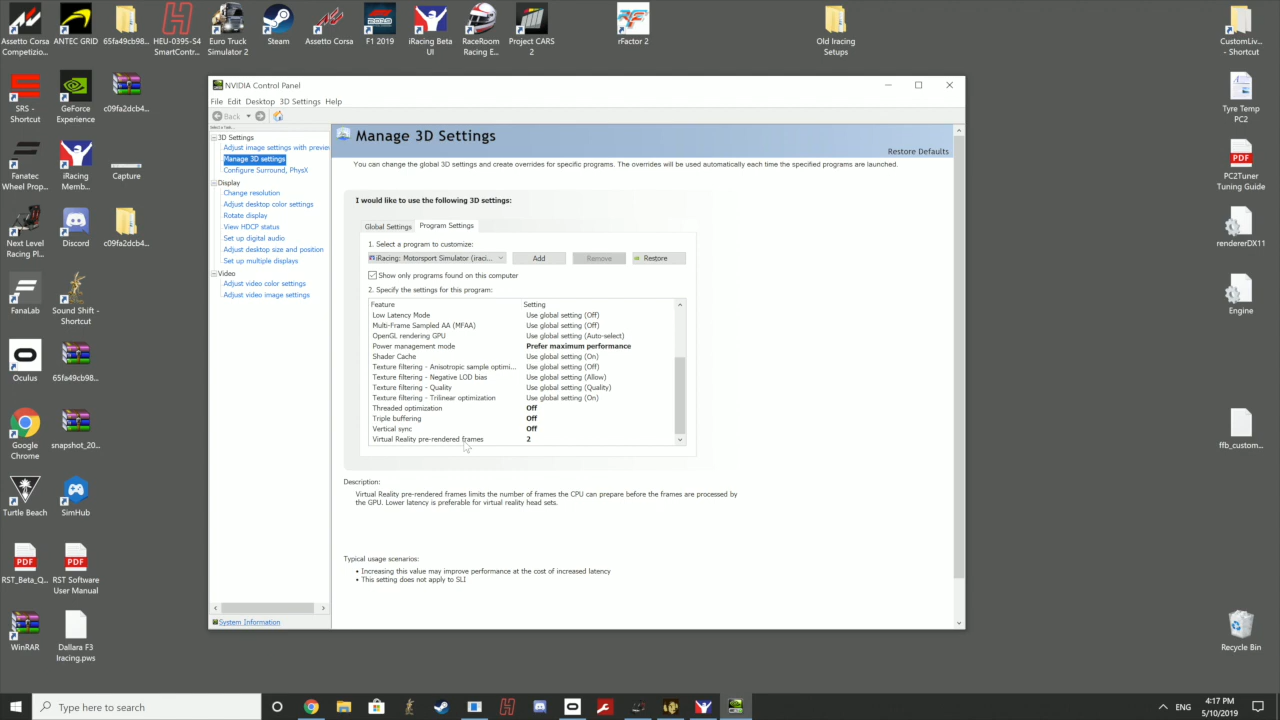 Assetto Corsa
Competizio...
ANTEC GRID
65fa49cb98...
HEU-0395-S4
SmartContr...
Euro Truck
Simulator 2
Steam
Assetto Corsa
F1 2019
iRacing Beta
UI
RaceRoom
Racing E...
Project CARS
2
rFactor 2
Old Iracing
Setups
CustomLiv...
- Shortcut
SRS -
Shortcut
GeForce
Experience
c09fa2dcb4...
Fanatec
Wheel Prop...
iRacing
Memb...
Capture
Next Level
Racing Pl...
Discord
c09fa2dcb4...
FanaLab
Sound Shift -
Shortcut
Oculus
65fa49cb98...
Google
Chrome
snapshot_20...
Turtle Beach
SimHub
RST_Beta_Q...
RST Software
User Manual
WinRAR
Dallara F3
Iracing.pws
Tyre Temp
PC2
PC2Tuner
Tuning Guide
rendererDX11
Engine
ffb_custom...
Recycle Bin
NVIDIA Control Panel
File Edit Desktop 3D Settings Help
Back
Select a Task...
3D Settings
Adjust image settings with preview
Manage 3D settings
Configure Surround, PhysX
Display
Change resolution
Adjust desktop color settings
Rotate display
View HDCP status
Set up digital audio
Adjust desktop size and position
Set up multiple displays
Video
Adjust video color settings
Adjust video image settings
System Information
Manage 3D Settings
Restore Defaults
You can change the global 3D settings and create overrides for specific programs. The overrides will be used automatically each time the specified programs are launched.
I would like to use the following 3D settings:
Global Settings Program Settings
1. Select a program to customize:
iRacing: Motorsport Simulator (iraci... Add Remove Restore
Show only programs found on this computer
2. Specify the settings for this program:
Feature Setting
Low Latency Mode Use global setting (Off)
Multi-Frame Sampled AA (MFAA) Use global setting (Off)
OpenGL rendering GPU Use global setting (Auto-select)
Power management mode Prefer maximum performance
Shader Cache Use global setting (On)
Texture filtering - Anisotropic sample optimi... Use global setting (Off)
Texture filtering - Negative LOD bias Use global setting (Allow)
Texture filtering - Quality Use global setting (Quality)
Texture filtering - Trilinear optimization Use global setting (On)
Threaded optimization Off
Triple buffering Off
Vertical sync Off
Virtual Reality pre-rendered frames 2
Description:
Virtual Reality pre-rendered frames limits the number of frames the CPU can prepare before the frames are processed by
the GPU. Lower latency is preferable for virtual reality head sets.
Typical usage scenarios:
• Increasing this value may improve performance at the cost of increased latency
• This setting does not apply to SLI
Type here to search
ENG
4:17 PM
5/10/2019